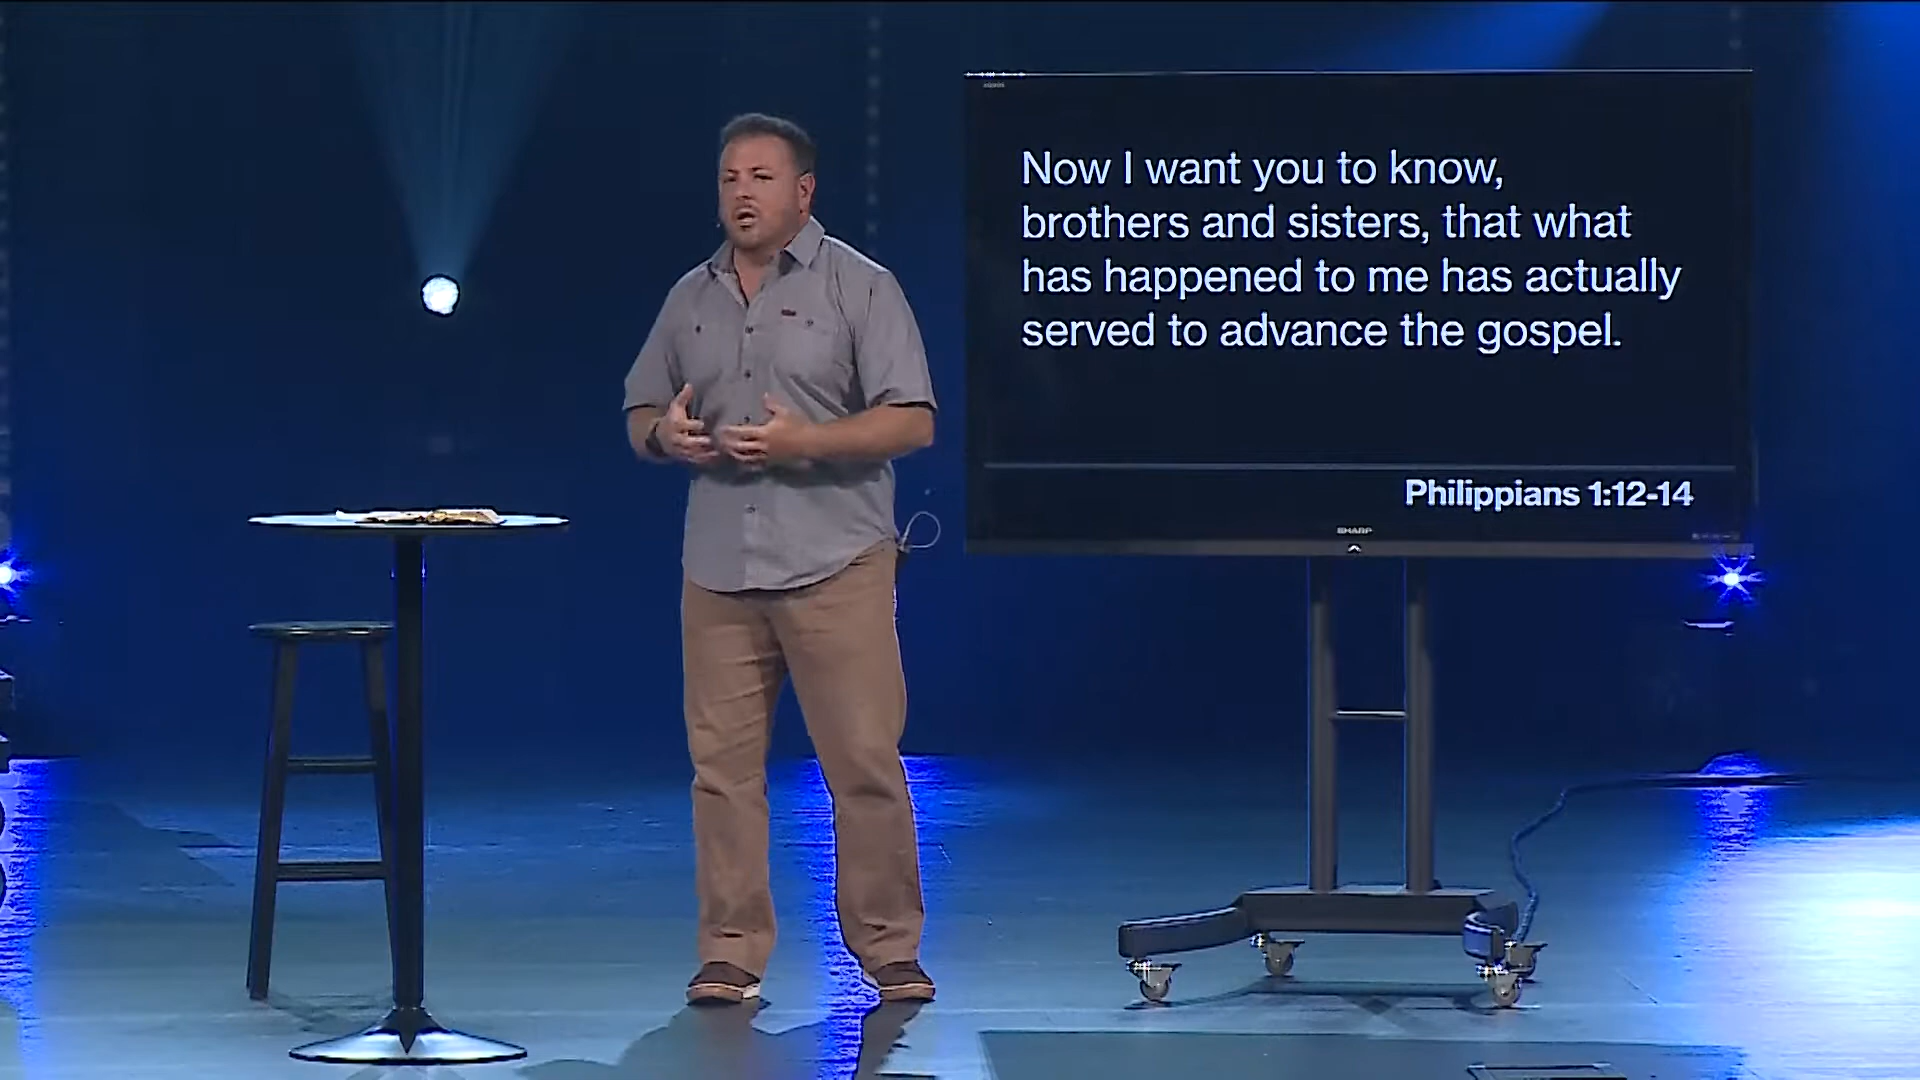 Now I want you to know,
brothers and sisters, that what
has happened to me has actually
served to advance the gospel.
Philippians 1:12-14
SHARP